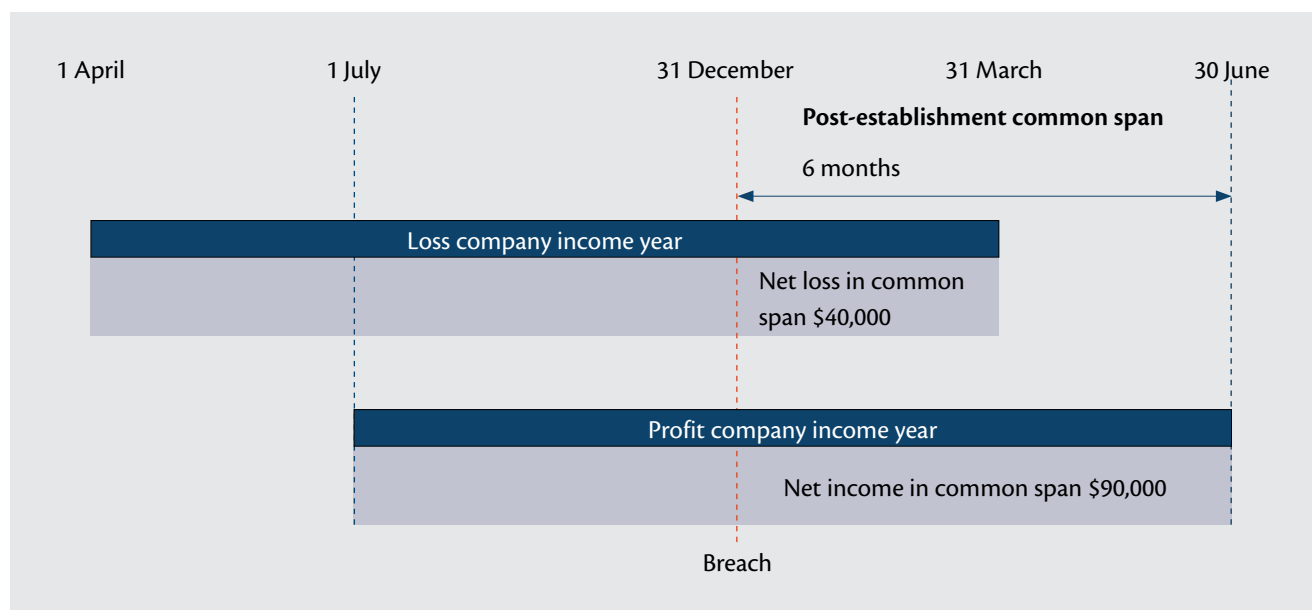 1 April 1 July 31 December 31 March 30 June
Post-establishment common span
6 months
Loss company income year
Net loss in common
span $40,000
Profit company income year
Net income in common span $90,000
Breach